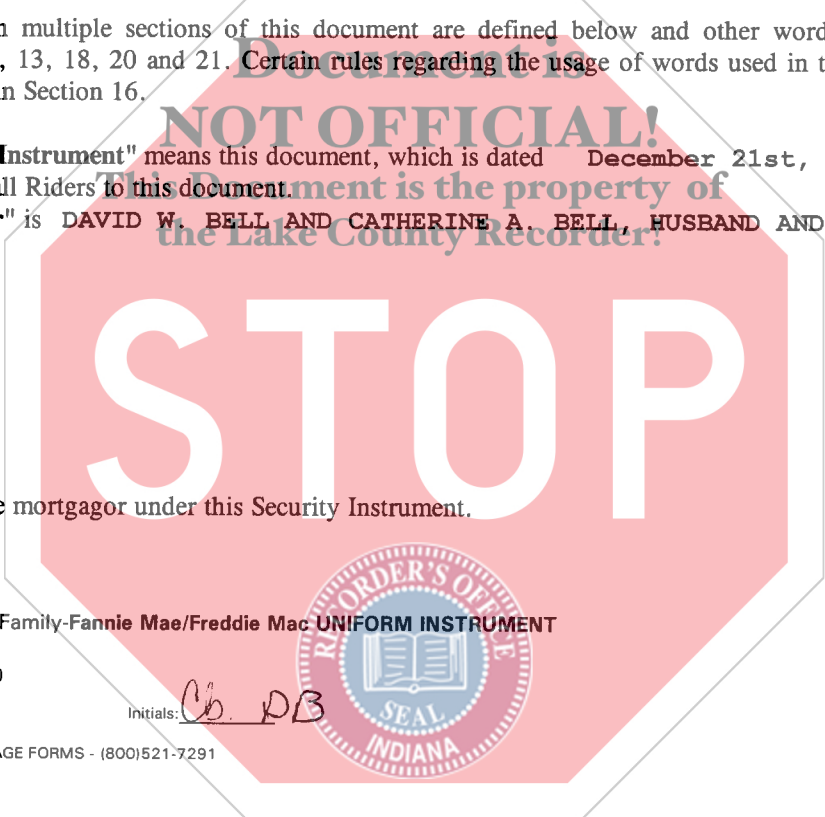 multiple sections of this document are defined below and other word
, 13, 18, 20 and 21. Certain rules regarding the usage of words used in t
n Section 16.
Document is
NOT OFFICIAL!
This Document is the property of
the Lake County Recorder!
Instrument" means this document, which is dated December 21st,
ll Riders to this document.
" is DAVID W. BELL AND CATHERINE A. BELL, HUSBAND AND
STOP
e mortgagor under this Security Instrument.
Family-Fannie Mae/Freddie Mac UNIFORM INSTRUMENT
Initials: Cb. DB
GE FORMS - (800)521-7291
RECORDER'S OFFICE
SEAL
INDIANA